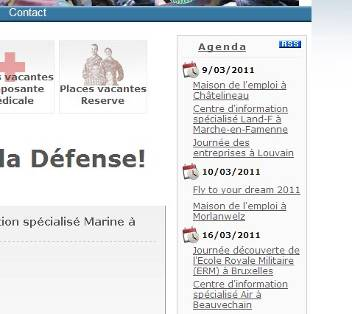 Contact
vacantes
posante
édicale
Places vacantes
Reserve
la Défense!
tion spécialisé Marine à
Agenda
RSS
9/03/2011
Maison de l'emploi à
Châtelineau
Centre d'information
spécialisé Land-F à
Marche-en-Famenne
Journée des
entreprises à Louvain
10/03/2011
Fly to your dream 2011
Maison de l'emploi à
Morlanwelz
16/03/2011
Journée découverte de
l'Ecole Royale Militaire
(ERM) à Bruxelles
Centre d'information
spécialisé Air à
Beauvechain